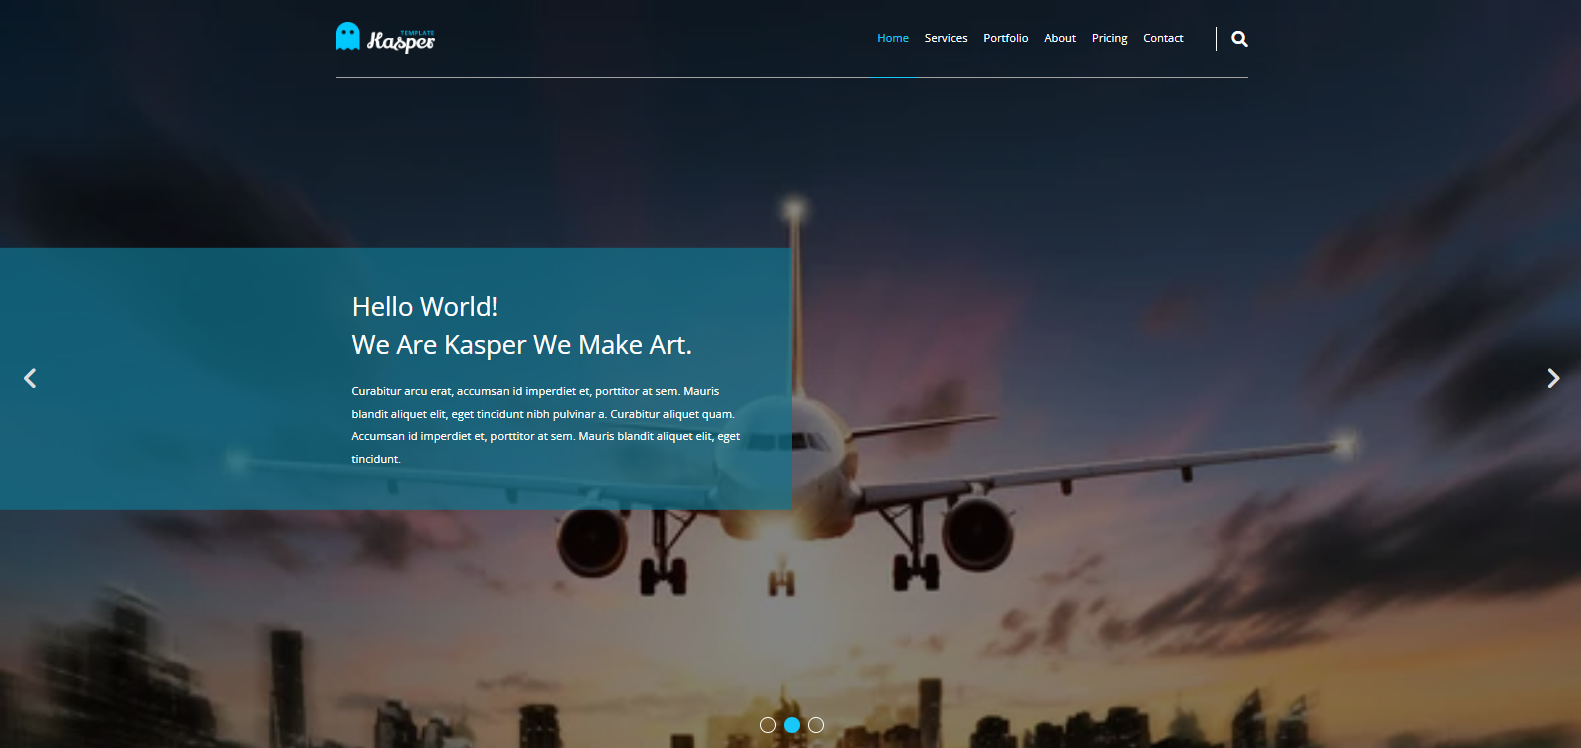 TEMPLATE
Kasper
Home Services Portfolio About Pricing Contact
Hello World!
We Are Kasper We Make Art.
Curabitur arcu erat, accumsan id imperdiet et, porttitor at sem. Mauris
blandit aliquet elit, eget tincidunt nibh pulvinar a. Curabitur aliquet quam.
Accumsan id imperdiet et, porttitor at sem. Mauris blandit aliquet elit, eget
tincidunt.